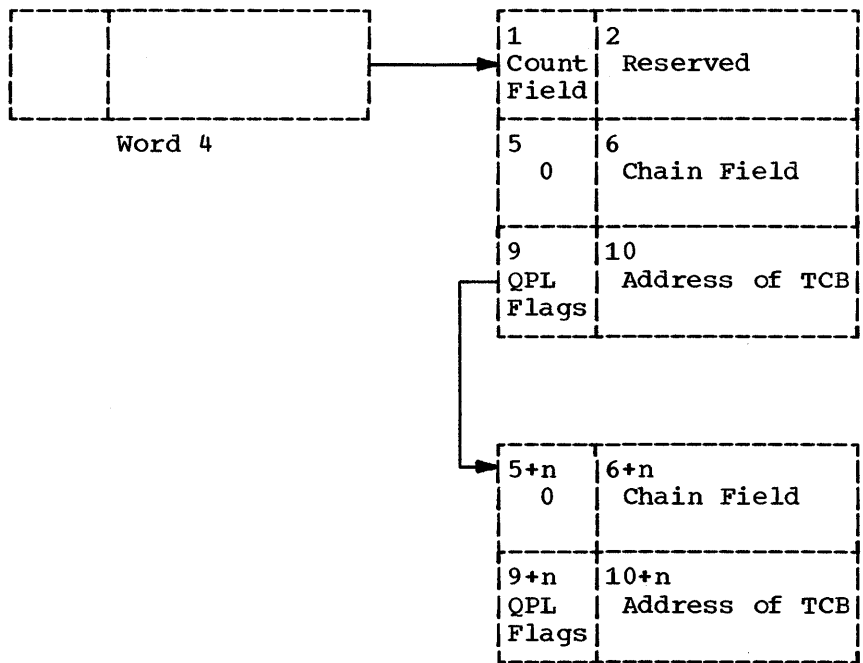 1 2
Count Reserved
Field
Word 4
5 6
0 Chain Field
9 10
QPL Address of TCB
Flags
5+n 6+n
0 Chain Field
9+n 10+n
QPL Address of TCB
Flags